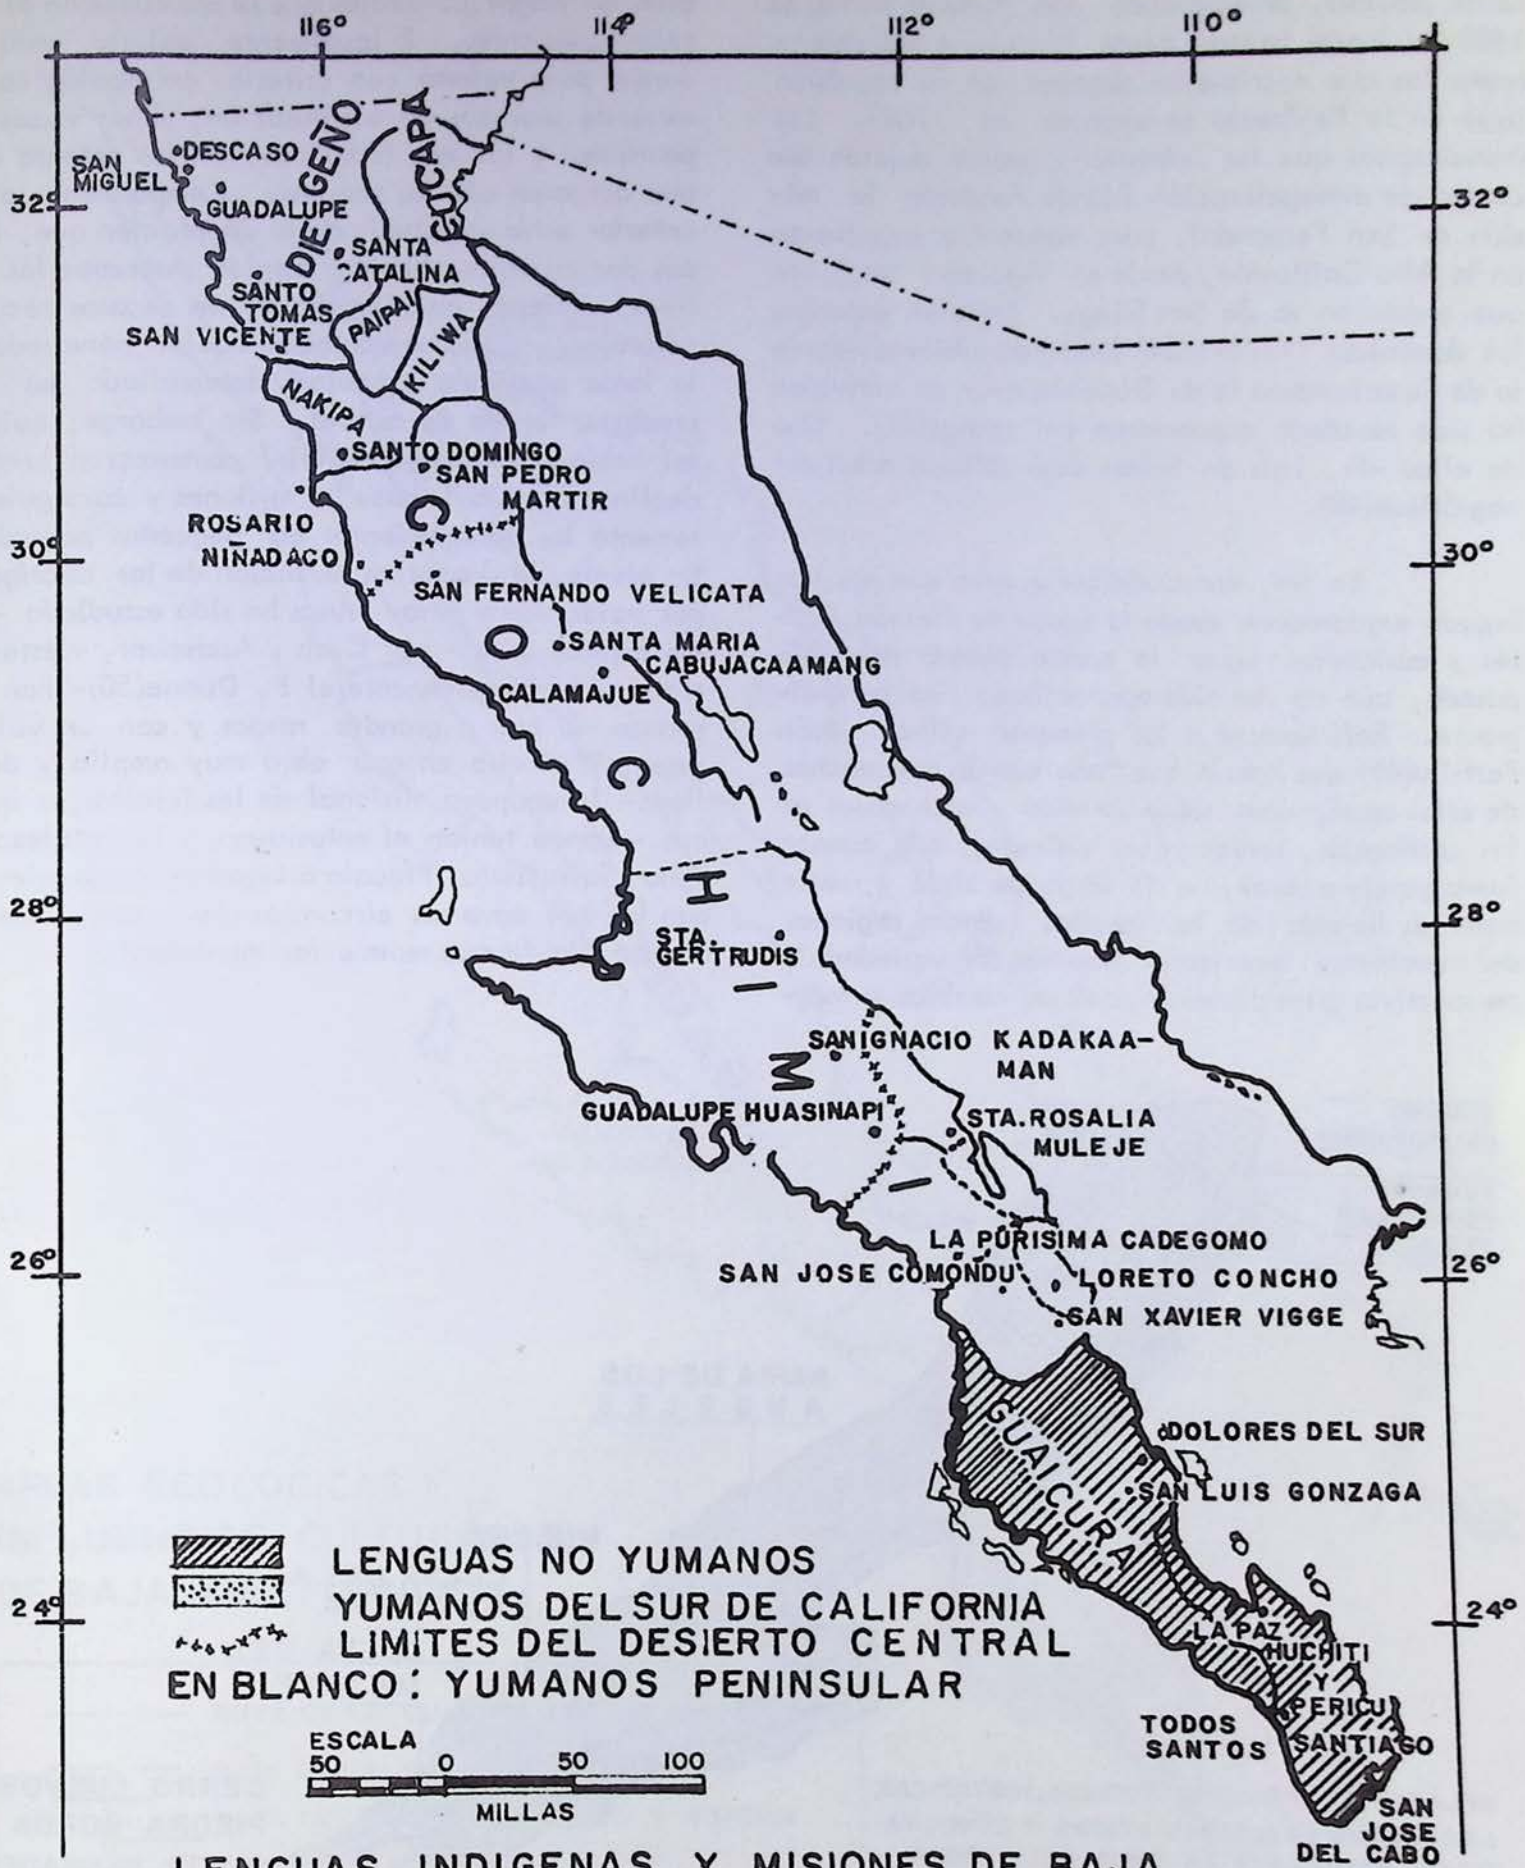 116° 114° 112° 110°
SAN
MIGUEL
DESCASO
DIEGEÑO
CUCAPA
32° 32°
GUADALUPE
SANTA
CATALINA
SANTO
TOMAS
PAIPAI
KILIWA
SAN VICENTE
NAKIPA
SANTO DOMINGO
SAN PEDRO
MARTIR
ROSARIO
NIÑADACO
30° 30°
SAN FERNANDO VELICATA
SANTA MARIA
CABUJACAAMANG
CALAMAJUE
COCHIMI
28° 28°
STA.
GERTRUDIS
SAN IGNACIO KADAKAA-
MAN
GUADALUPE HUASINAPI
STA. ROSALIA
MULEJE
LA PURISIMA CADEGOMO
26° 26°
SAN JOSE COMONDU
LORETO CONCHO
SAN XAVIER VIGGE
GUAICURA
DOLORES DEL SUR
SAN LUIS GONZAGA
LENGUAS NO YUMANOS
YUMANOS DEL SUR DE CALIFORNIA
24° 24°
LIMITES DEL DESIERTO CENTRAL
EN BLANCO: YUMANOS PENINSULAR
LA PAZ
HUCHITI
Y
PERICU
TODOS
SANTOS
SANTIAGO
ESCALA
50 0 50 100
MILLAS
SAN
JOSE
DEL CABO
LENGUAS INDIGENAS Y MISIONES DE BAJA